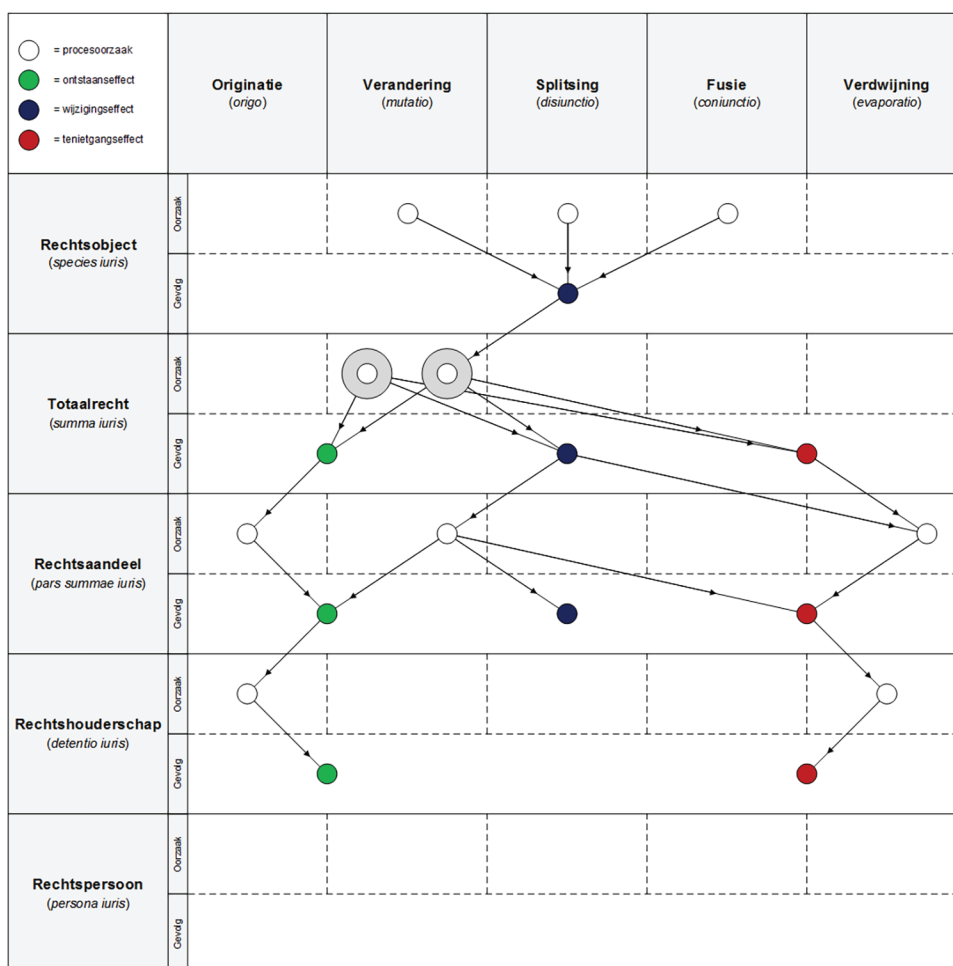 = procesoorzaak
= ontstaanseffect
= wijzigingseffect
= tenietgangseffect
Originatie
(origo)
Verandering
(mutatio)
Splitsing
(disiunctio)
Fusie
(coniunctio)
Verdwijning
(evaporatio)
Rechtsobject
(species iuris)
Oorzaak
Gevolg
Totaalrecht
(summa iuris)
Oorzaak
Gevolg
Rechtsaandeel
(pars summae iuris)
Oorzaak
Gevolg
Rechtshouderschap
(detentio iuris)
Oorzaak
Gevolg
Rechtspersoon
(persona iuris)
Oorzaak
Gevolg